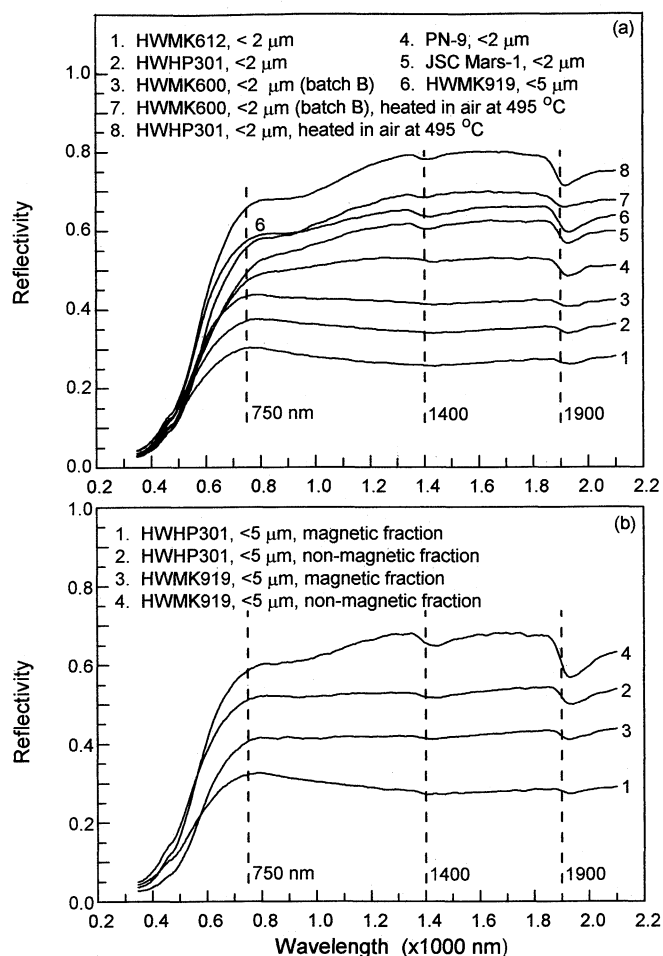 (a)
1. HWMK612, < 2 μm
2. HWHP301, <2 μm
3 HWMK600, <2 μm (batch B)
4. PN-9, <2 μm
5 JSC Mars-1, <2 μm
6 HWMK919, <5 μm
7 HWMK600, <2 μm (batch B), heated in air at 495 °C
8 HWHP301, <2 μm, heated in air at 495 °C
1.0
0.8
0.6
0.4
0.2
0.0
Reflectivity
6
8
7
6
5
4
3
2
1
750 nm
1400
1900
0.2 0.4 0.6 0.8 1.0 1.2 1.4 1.6 1.8 2.0 2.2
(b)
1. HWHP301, <5 μm, magnetic fraction
2 HWHP301, <5 μm, non-magnetic fraction
3 HWMK919, <5 μm, magnetic fraction
4 HWMK919, <5 μm, non-magnetic fraction
1.0
0.8
0.6
0.4
0.2
0.0
Reflectivity
4
2
3
1
750 nm
1400
1900
0.2 0.4 0.6 0.8 1.0 1.2 1.4 1.6 1.8 2.0 2.2
Wavelength (x1000 nm)